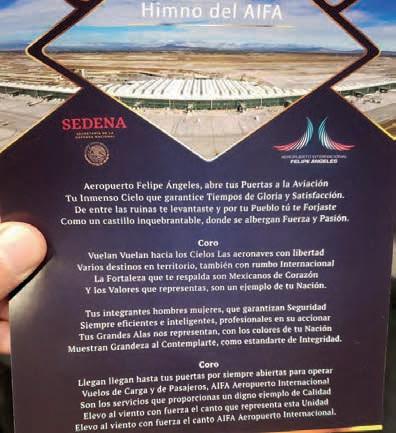 Himno del AIFA
SEDENA
SECRETARÍA DE LA
DEFENSA NACIONAL
AEROPUERTO INTERNACIONAL
FELIPE ÁNGELES
Aeropuerto Felipe Ángeles, abre tus Puertas a la Aviación
Tu Inmenso Cielo que garantice Tiempos de Gloria y Satisfacción.
De entre las ruinas te levantaste y por tu Pueblo tú te Forjaste
Como un castillo inquebrantable, donde se albergan Fuerza y Pasión.
Coro
Vuelan Vuelan hacia los Cielos Las aeronaves con libertad
Varios destinos en territorio, también con rumbo Internacional
La Fortaleza que te respalda son Mexicanos de Corazón
Y los Valores que representas, son un ejemplo de tu Nación.
Tus integrantes hombres mujeres, que garantizan Seguridad
Siempre eficientes e inteligentes, profesionales en su accionar
Tus Grandes Alas nos representan, con los colores de tu Nación
Muestran Grandeza al Contemplarte, como estandarte de Integridad.
Coro
Llegan llegan hasta tus puertas por siempre abiertas para operar
Vuelos de Carga y de Pasajeros, AIFA Aeropuerto Internacional
Son los servicios que proporcionas un digno ejemplo de Calidad
Elevo al viento con fuerza el canto que representa esta Unidad
Elevo al viento con fuerza el canto AIFA Aeropuerto Internacional.